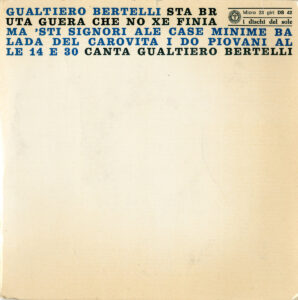 GUALTIERO BERTELLI STA BR
UTA GUERA CHE NO XE FINIA
MA 'STI SIGNORI ALE CASE MINIME BA
LADA DEL CAROVITA I DO PIOVANI AL
LE 14 E 30 CANTA GUALTIERO BERTELLI
Micro 33 giri DS 42
i dischi del sole